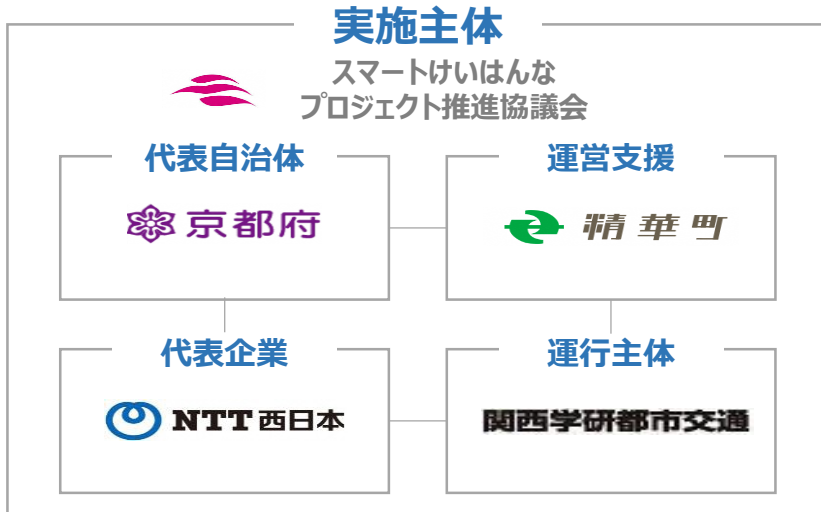 実施主体
スマートけいはんな
プロジェクト推進協議会
代表自治体
運営支援
京都府
精華町
代表企業
運行主体
NTT西日本
関西学研都市交通